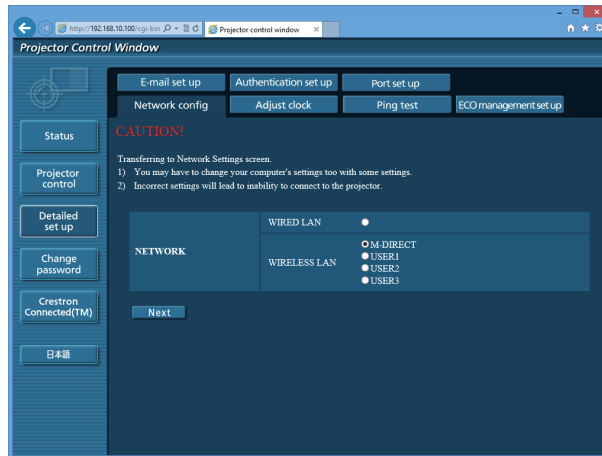 http://192.168.10.100/cgi-bin
Projector control window
Projector Control Window
E-mail set up
Authentication set up
Port set up
Network config
Adjust clock
Ping test
ECO management set up
Status
Projector
control
Detailed
set up
Change
password
Crestron
Connected(TM)
日本語
CAUTION!
Transferring to Network Settings screen.
1) You may have to change your computer's settings too with some settings.
2) Incorrect settings will lead to inability to connect to the projector.
NETWORK
WIRED LAN
WIRELESS LAN
M-DIRECT
USER1
USER2
USER3
Next